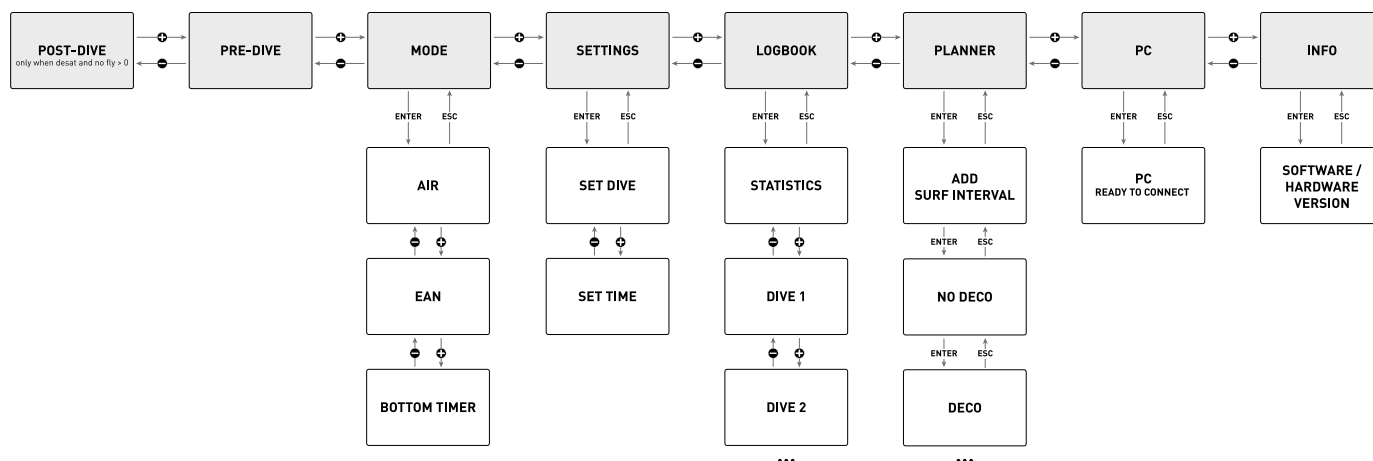 POST-DIVE
only when desat and no fly > 0
+
−
PRE-DIVE
+
−
MODE
+
−
SETTINGS
+
−
LOGBOOK
+
−
PLANNER
+
−
PC
+
−
INFO
ENTER ESC
ENTER ESC
ENTER ESC
ENTER ESC
ENTER ESC
ENTER ESC
AIR
− +
EAN
− +
BOTTOM TIMER
SET DIVE
− +
SET TIME
STATISTICS
− +
DIVE 1
− +
DIVE 2
...
ADD
SURF INTERVAL
ENTER ESC
NO DECO
ENTER ESC
DECO
...
PC
READY TO CONNECT
SOFTWARE /
HARDWARE
VERSION